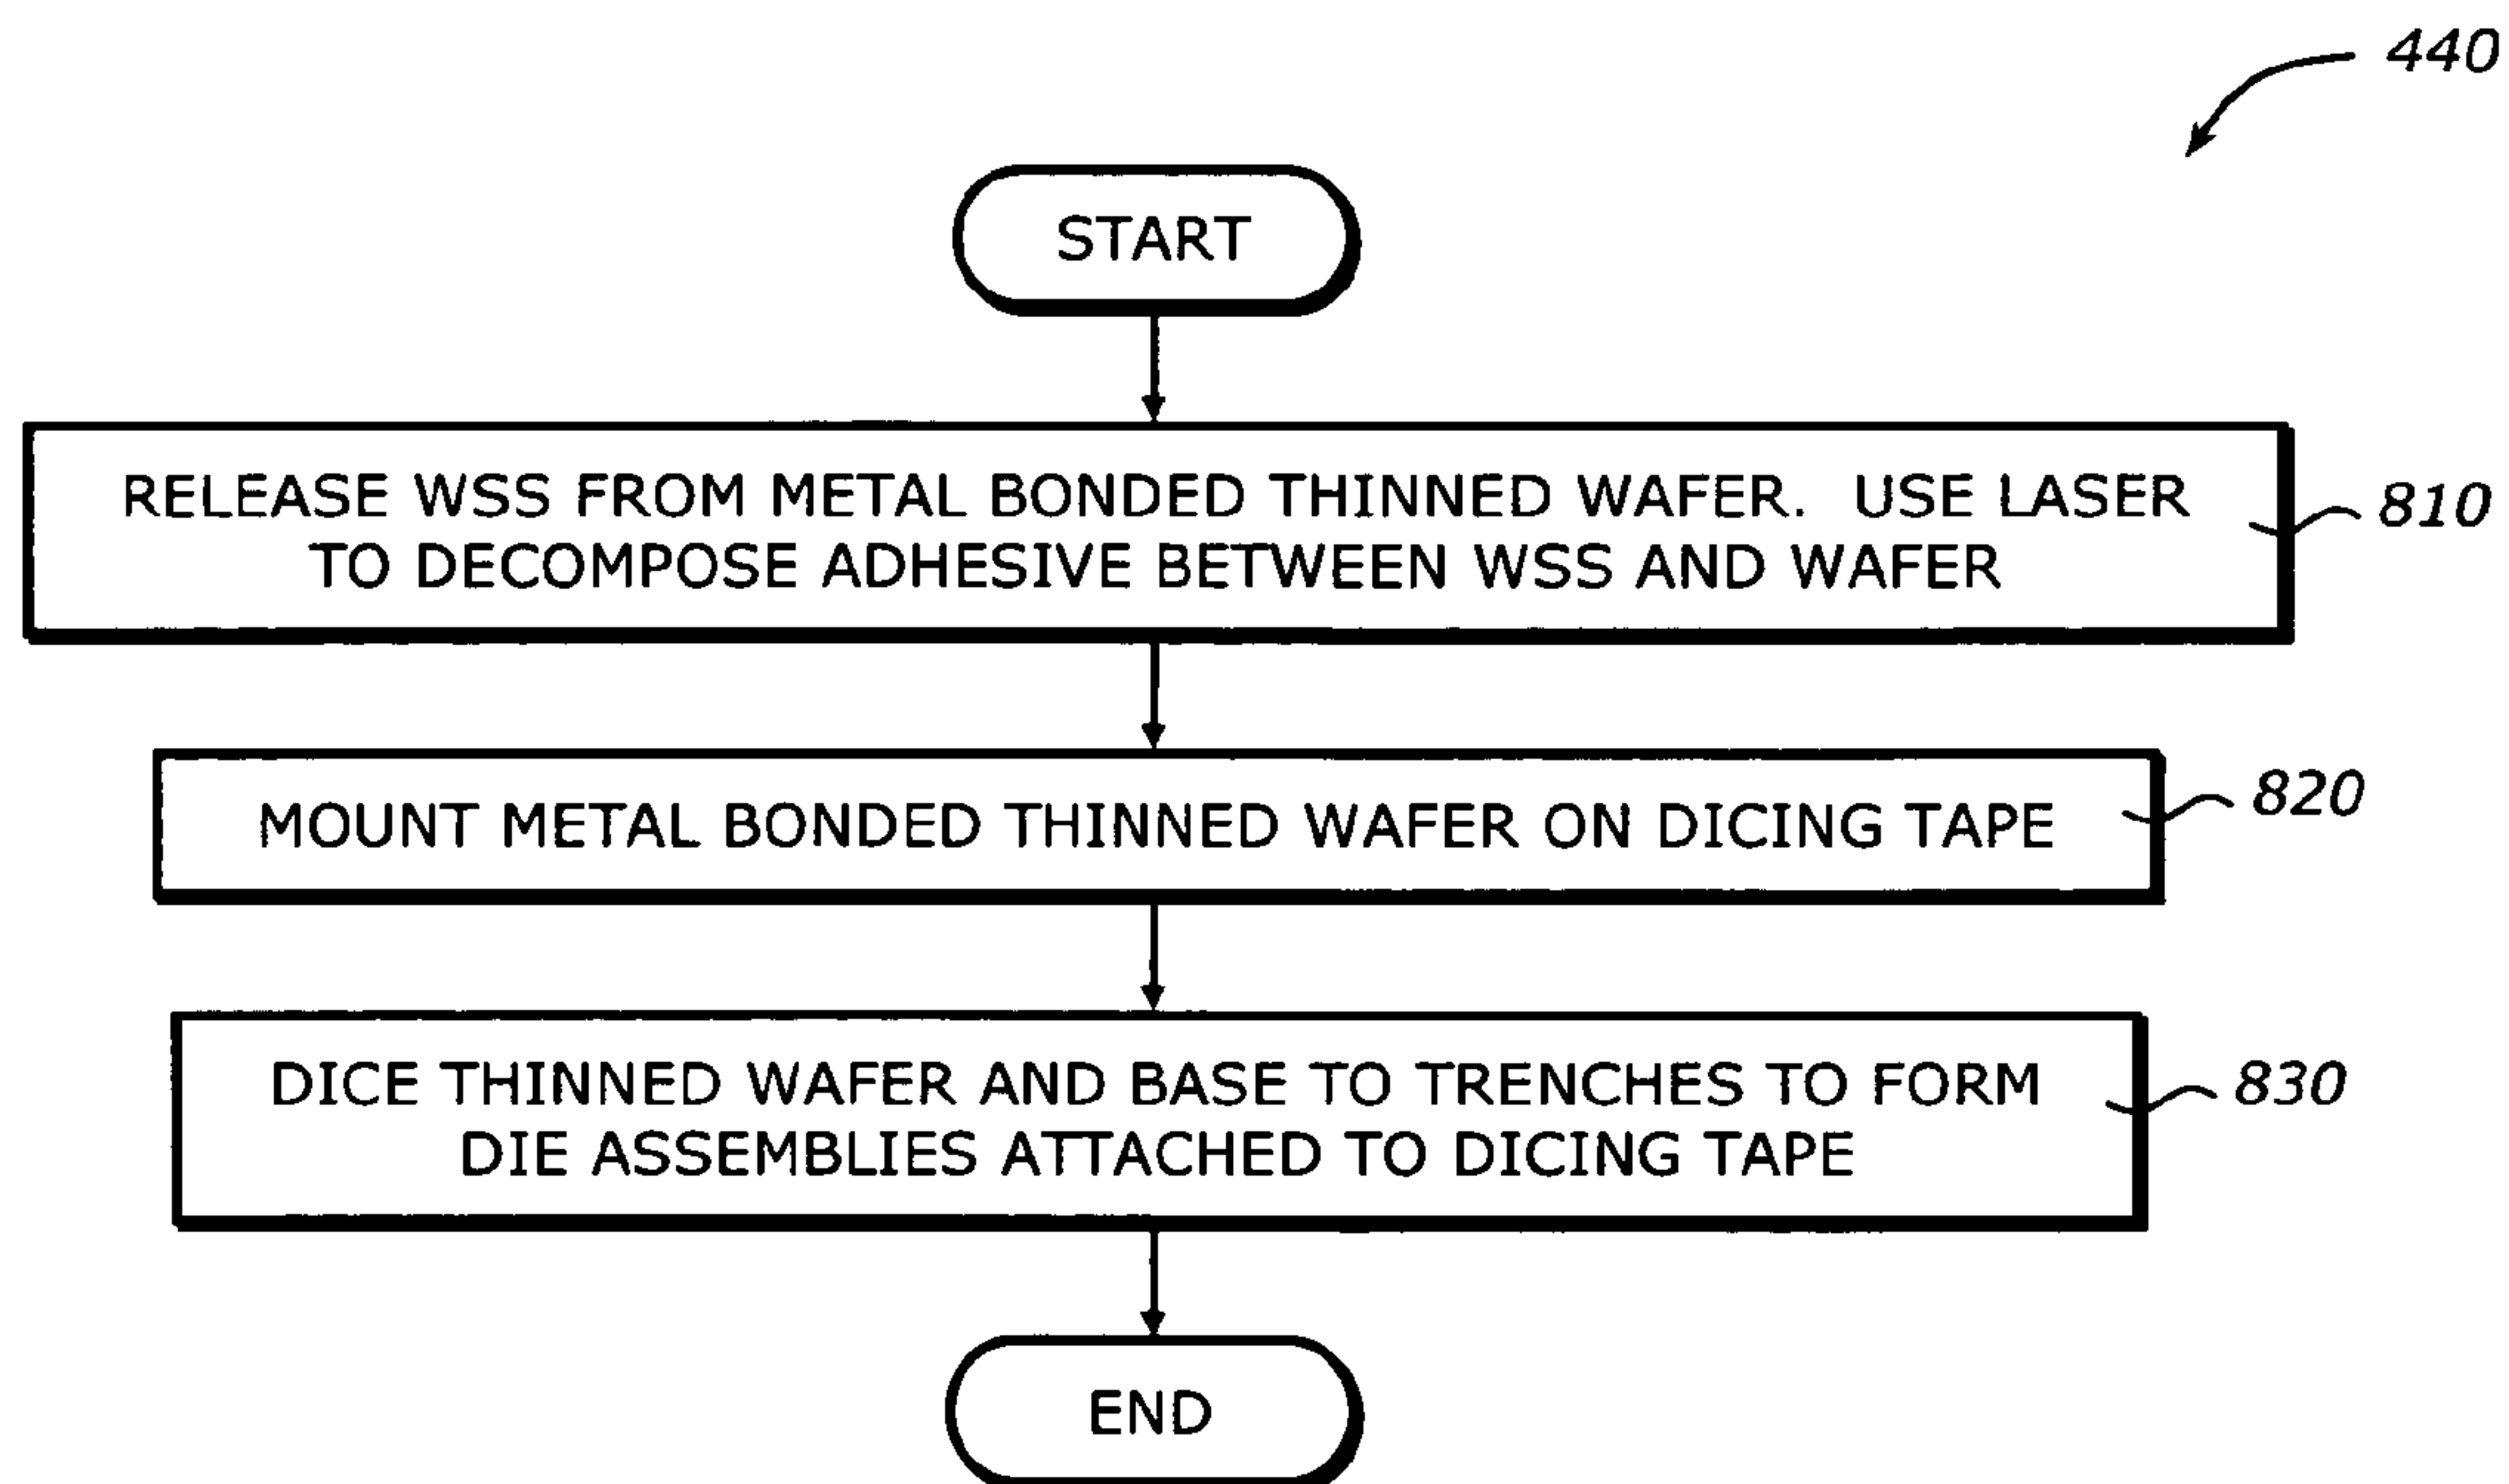 440
START
RELEASE WSS FROM METAL BONDED THINNED WAFER. USE LASER
TO DECOMPOSE ADHESIVE BETWEEN WSS AND WAFER
810
MOUNT METAL BONDED THINNED WAFER ON DICING TAPE
820
DICE THINNED WAFER AND BASE TO TRENCHES TO FORM
DIE ASSEMBLIES ATTACHED TO DICING TAPE
830
END